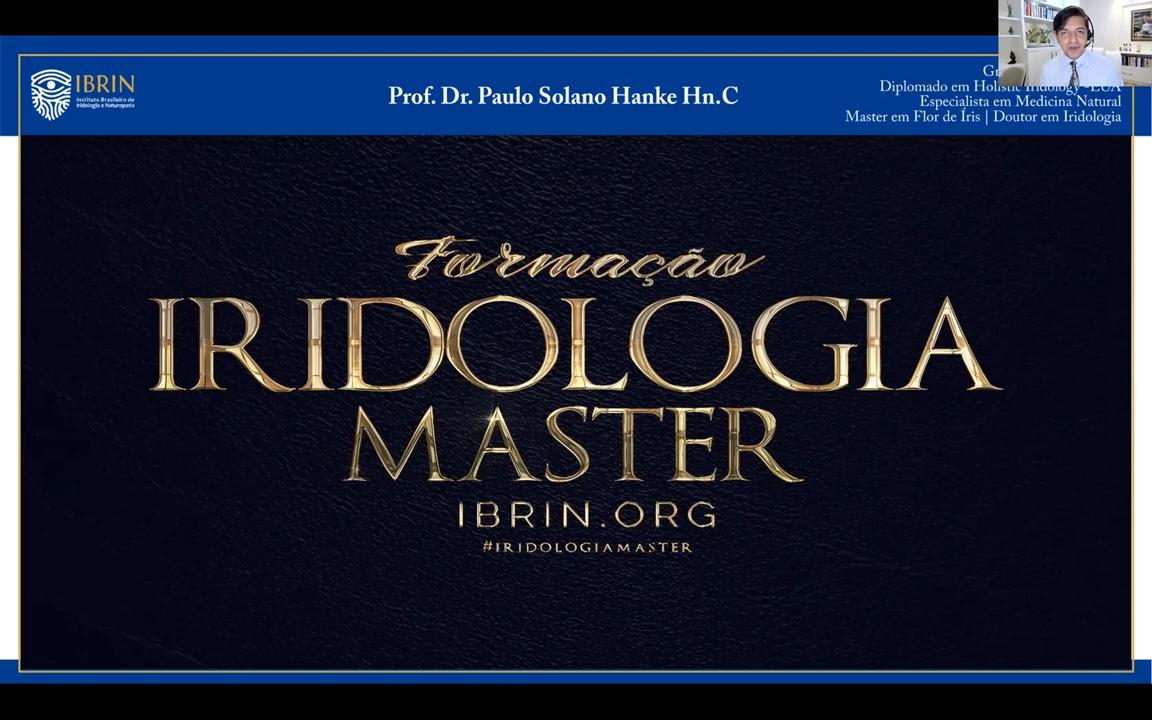 IBRIN
Instituto Brasileiro de
Iridologia e Naturopatia
Prof. Dr. Paulo Solano Hanke Hn.C
Diplomado em Holistic Iridology -EUA
Especialista em Medicina Natural
Master em Flor de Íris | Doutor em Iridologia
Formação
IRIDOLOGIA
MASTER
IBRIN.ORG
#IRIDOLOGIAMASTER